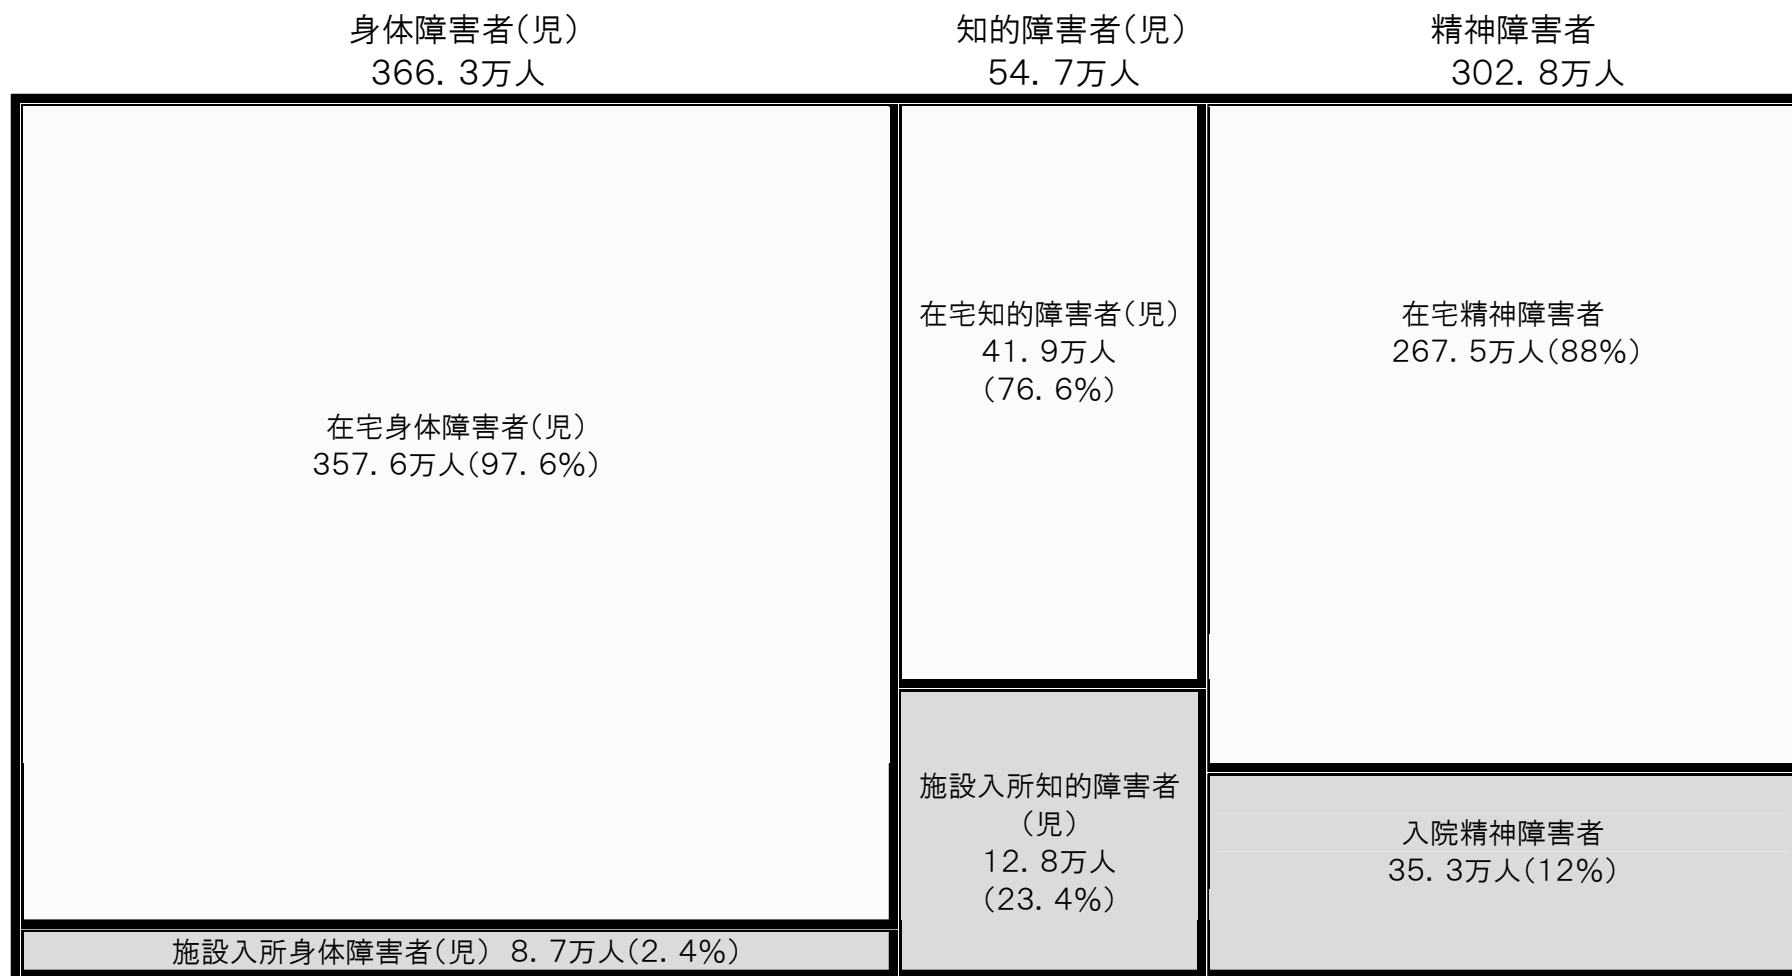 身体障害者(児)
366．3万人
知的障害者(児)
54．7万人
精神障害者
302．8万人
在宅身体障害者(児)
357．6万人(97．6%)
施設入所身体障害者(児) 8．7万人(2．4%)
在宅知的障害者(児)
41．9万人
(76．6%)
施設入所知的障害者
(児)
12．8万人
(23．4%)
在宅精神障害者
267．5万人(88%)
入院精神障害者
35．3万人(12%)